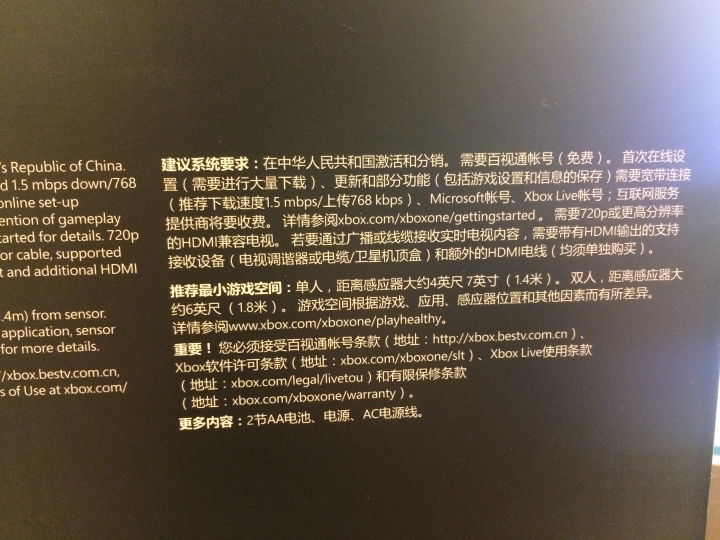 's Republic of China.
d 1.5 mbps down/768
online set-up
ention of gameplay
tarted for details. 720p
or cable, supported
t and additional HDMI
.4m) from sensor.
application, sensor
for more details.
//xbox.bestv.com.cn,
s of Use at xbox.com/
建议系统要求：在中华人民共和国激活和分销。 需要百视通帐号（免费）。 首次在线设
置（需要进行大量下载）、更新和部分功能（包括游戏设置和信息的保存）需要宽带连接
（推荐下载速度1.5 mbps/上传768 kbps）、Microsoft帐号、Xbox Live帐号；互联网服务
提供商将要收费。 详情参阅xbox.com/xboxone/gettingstarted 。 需要720p或更高分辨率
的HDMI兼容电视。 若要通过广播或线缆接收实时电视内容，需要带有HDMI输出的支持
接收设备（电视调谐器或电缆/卫星机顶盒）和额外的HDMI电线（均须单独购买）。
推荐最小游戏空间：单人，距离感应器大约4英尺 7英寸（1.4米）。 双人，距离感应器大
约6英尺（1.8米）。 游戏空间根据游戏、应用、感应器位置和其他因素而有所差异。
详情参阅www.xbox.com/xboxone/playhealthy。
重要！ 您必须接受百视通帐号条款（地址：http://xbox.bestv.com.cn）、
Xbox软件许可条款（地址：xbox.com/xboxone/slt）、Xbox Live使用条款
（地址：xbox.com/legal/livetou）和有限保修条款
（地址：xbox.com/xboxone/warranty）。
更多内容：2节AA电池、电源、AC电源线。